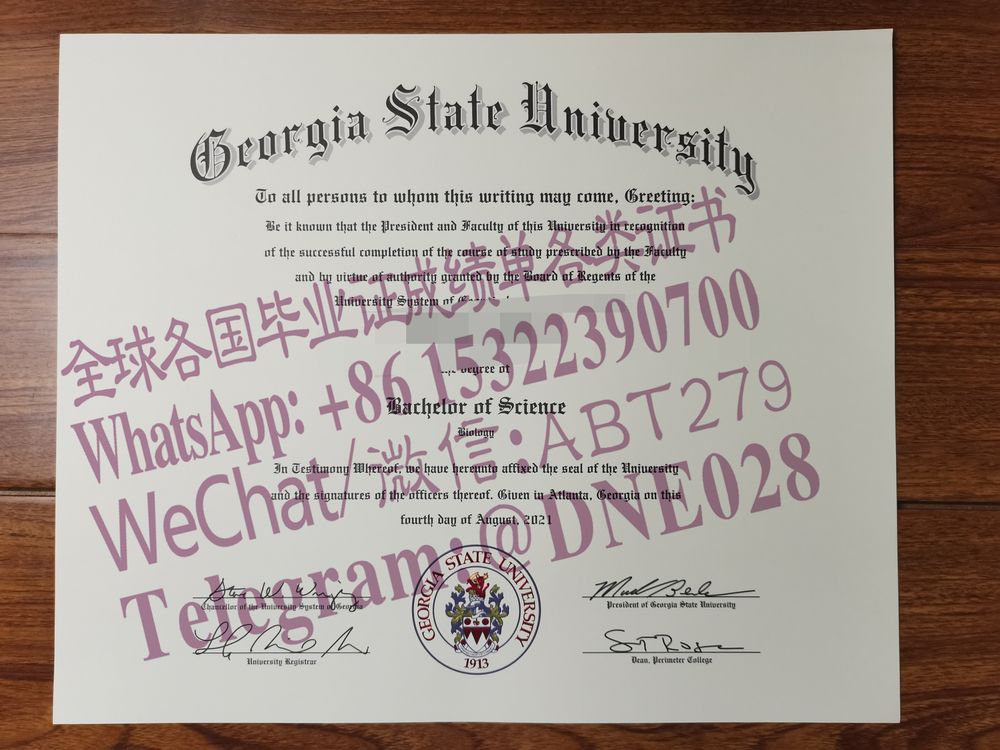 Georgia State University
To all persons to whom this writing may come, Greeting:
Be it known that the President and Faculty of this University in recognition
of the successful completion of the course of study prescribed by the Faculty
and by virtue of authority granted by the Board of Regents of the
University System of
全球各国毕业证成绩单各类证书
WhatsApp: +86 15322390700
degree of
Bachelor of Science
Biology
WeChat/微信:ABT279
In Testimony Whereof, we have hereunto affixed the seal of the University
and the signatures of the officers thereof. Given in Atlanta, Georgia on this
fourth day of August, 2021
Telegram: @DNE028
Chancellor of the University System of Georgia
President of Georgia State University
University Registrar
Dean, Perimeter College
GEORGIA STATE UNIVERSITY
1913